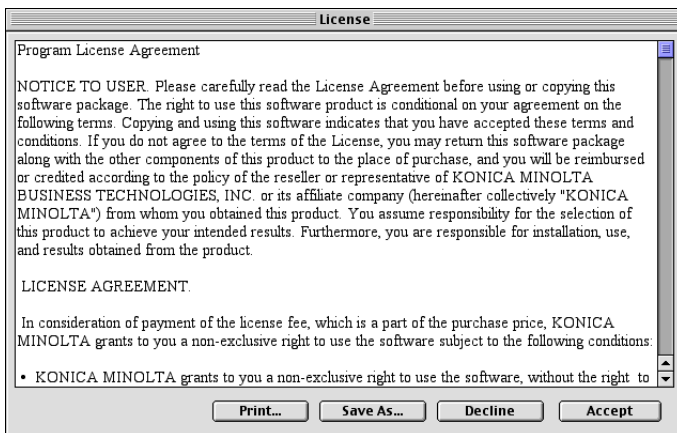 License
Program License Agreement
NOTICE TO USER. Please carefully read the License Agreement before using or copying this
software package. The right to use this software product is conditional on your agreement on the
following terms. Copying and using this software indicates that you have accepted these terms and
conditions. If you do not agree to the terms of the License, you may return this software package
along with the other components of this product to the place of purchase, and you will be reimbursed
or credited according to the policy of the reseller or representative of KONICA MINOLTA
BUSINESS TECHNOLOGIES, INC. or its affiliate company (hereinafter collectively "KONICA
MINOLTA") from whom you obtained this product. You assume responsibility for the selection of
this product to achieve your intended results. Furthermore, you are responsible for installation, use,
and results obtained from the product.
LICENSE AGREEMENT.
In consideration of payment of the license fee, which is a part of the purchase price, KONICA
MINOLTA grants to you a non-exclusive right to use the software subject to the following conditions:
• KONICA MINOLTA grants to you a non-exclusive right to use the software, without the right to
Print... Save As... Decline Accept